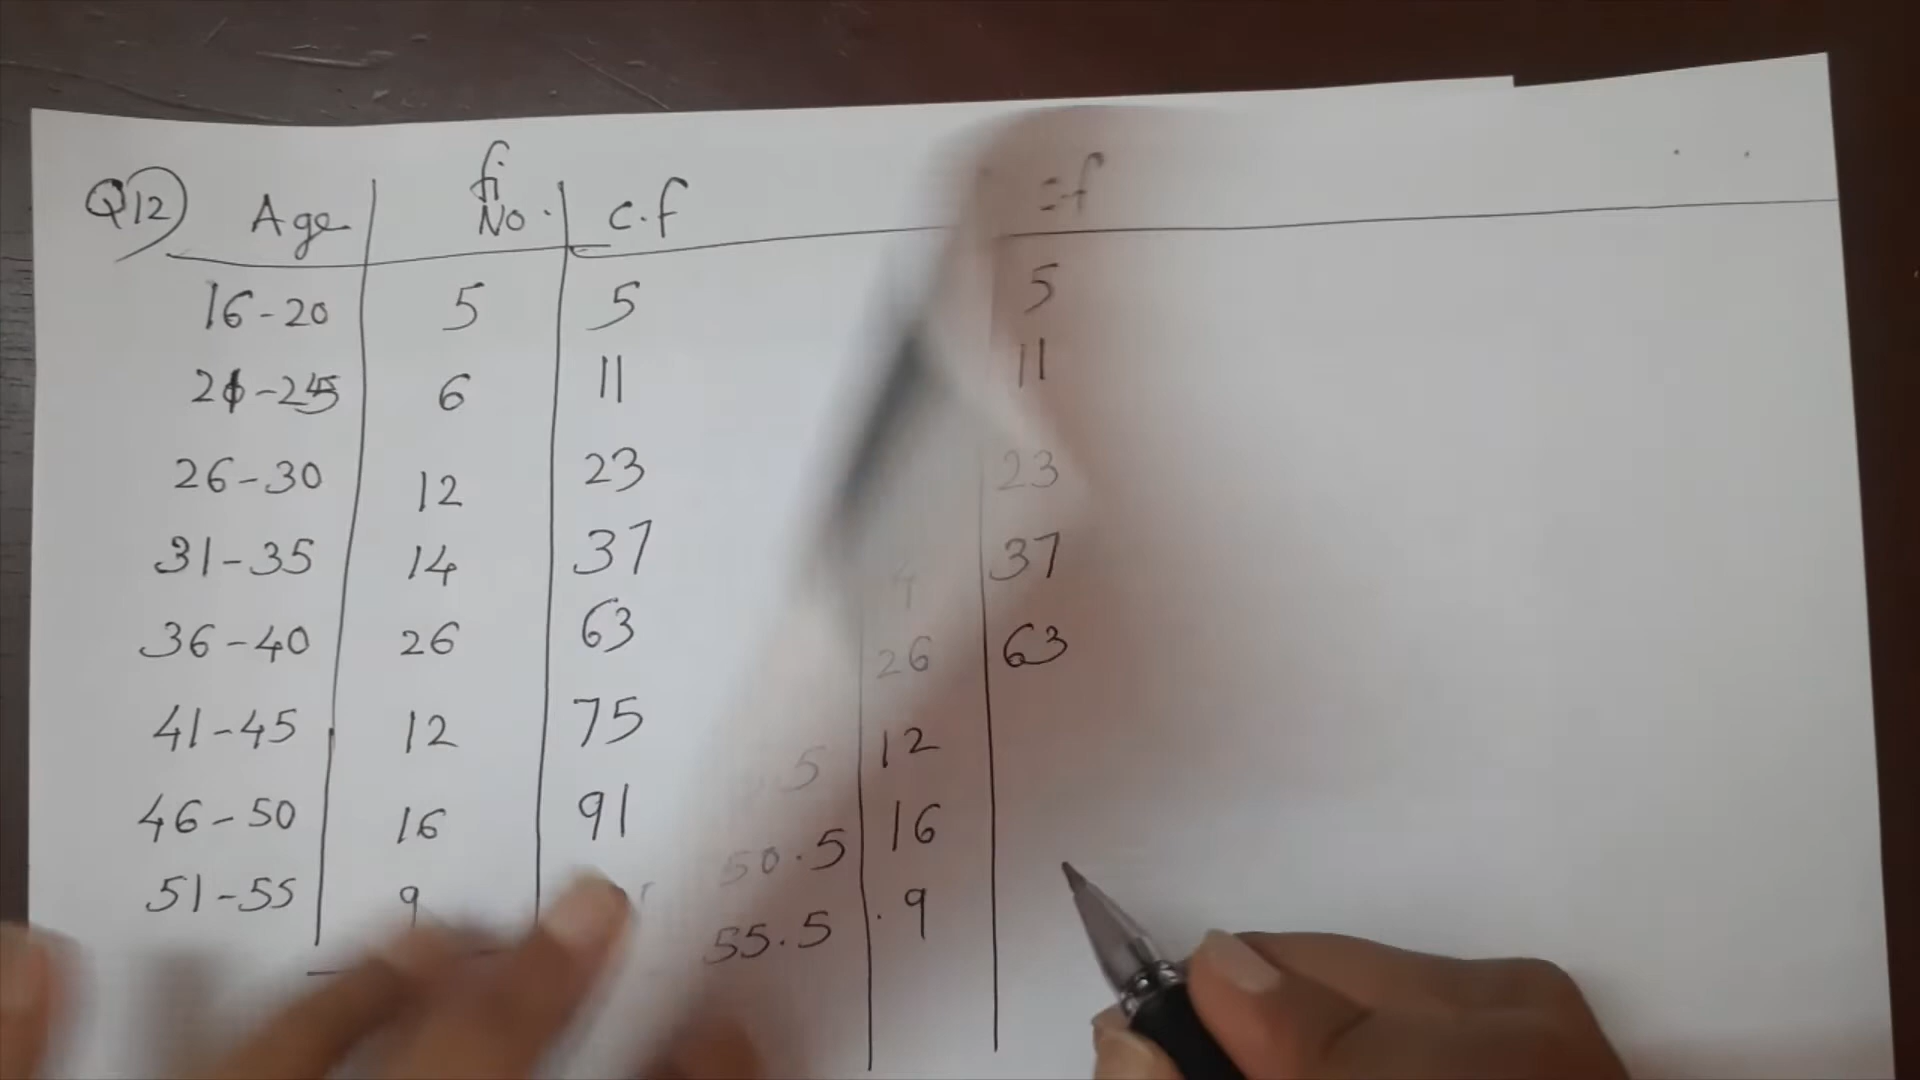 Q12 Age fi No. c.f
16-20 5 5
21-25 6 11
26-30 12 23
31-35 14 37
36-40 26 63
41-45 12 75
46-50 16 91
51-55 9
c.f
5
11
23
37
26 63
12
50.5 16
55.5 9